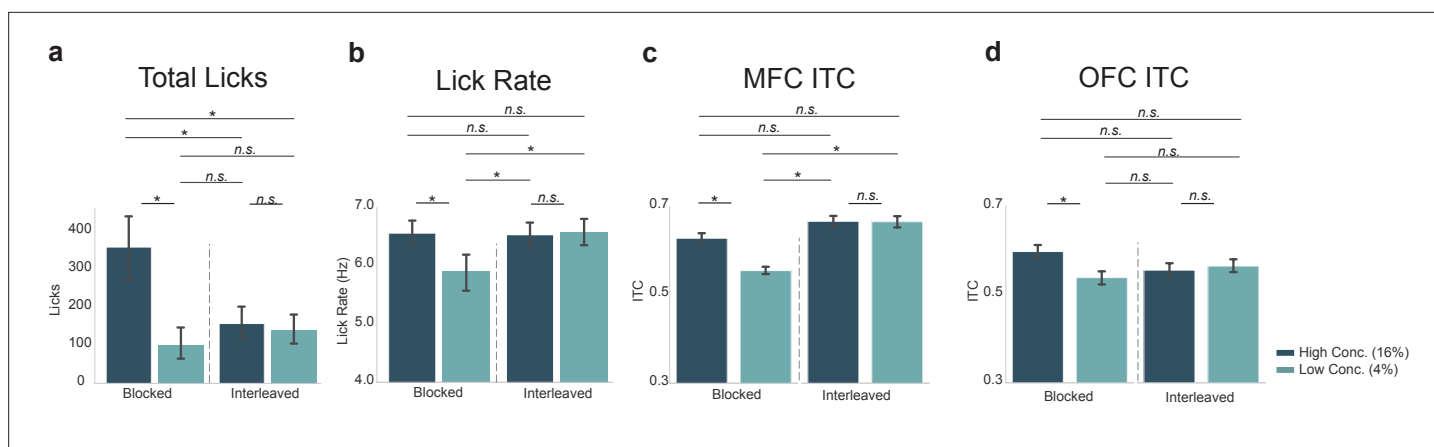 a
Total Licks
*
*
n.s.
n.s.
*
n.s.
400
300
200
100
0
Licks
Blocked
Interleaved
b
Lick Rate
n.s.
n.s.
*
*
*
n.s.
7.0
6.0
5.0
4.0
Lick Rate (Hz)
Blocked
Interleaved
c
MFC ITC
n.s.
n.s.
*
*
*
n.s.
0.7
0.5
0.3
ITC
Blocked
Interleaved
d
OFC ITC
n.s.
n.s.
n.s.
n.s.
*
n.s.
0.7
0.5
0.3
ITC
Blocked
Interleaved
High Conc. (16%)
Low Conc. (4%)